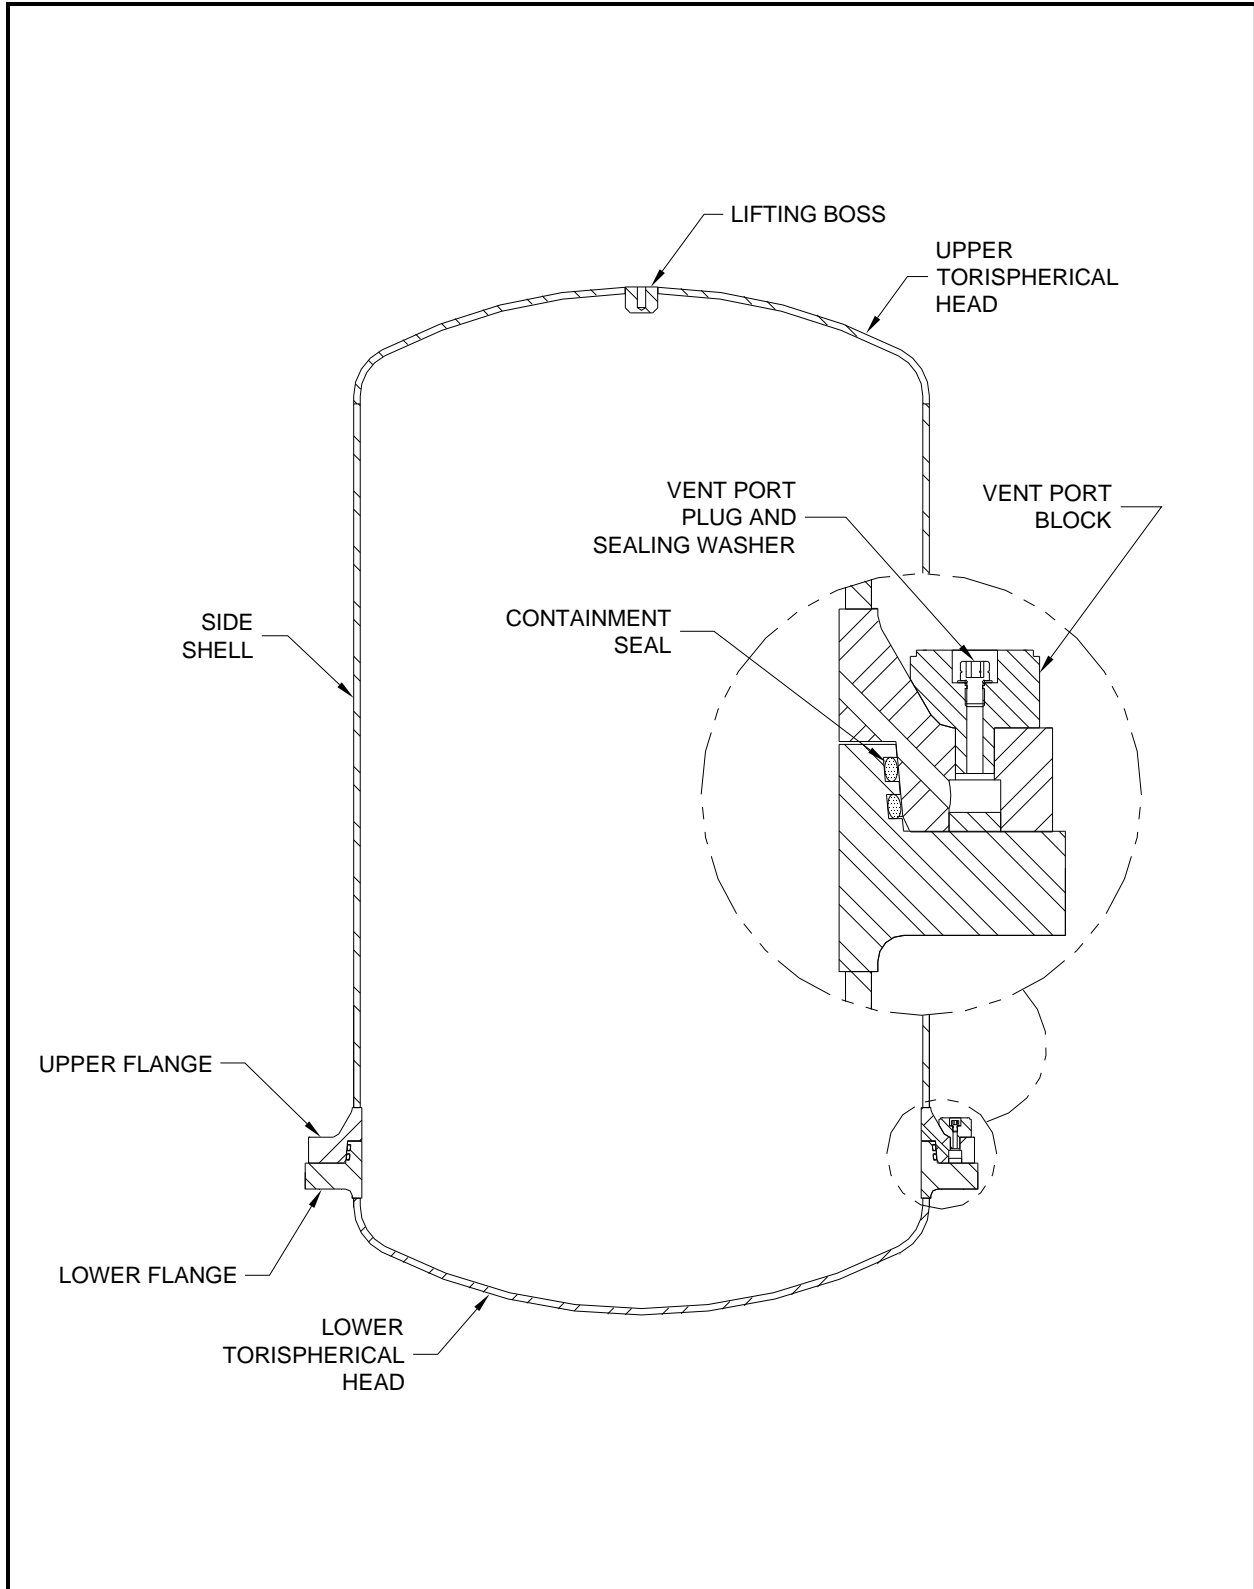 LIFTING BOSS
UPPER
TORISPHERICAL
HEAD
VENT PORT
PLUG AND
SEALING WASHER
VENT PORT
BLOCK
CONTAINMENT
SEAL
SIDE
SHELL
UPPER FLANGE
LOWER FLANGE
LOWER
TORISPHERICAL
HEAD